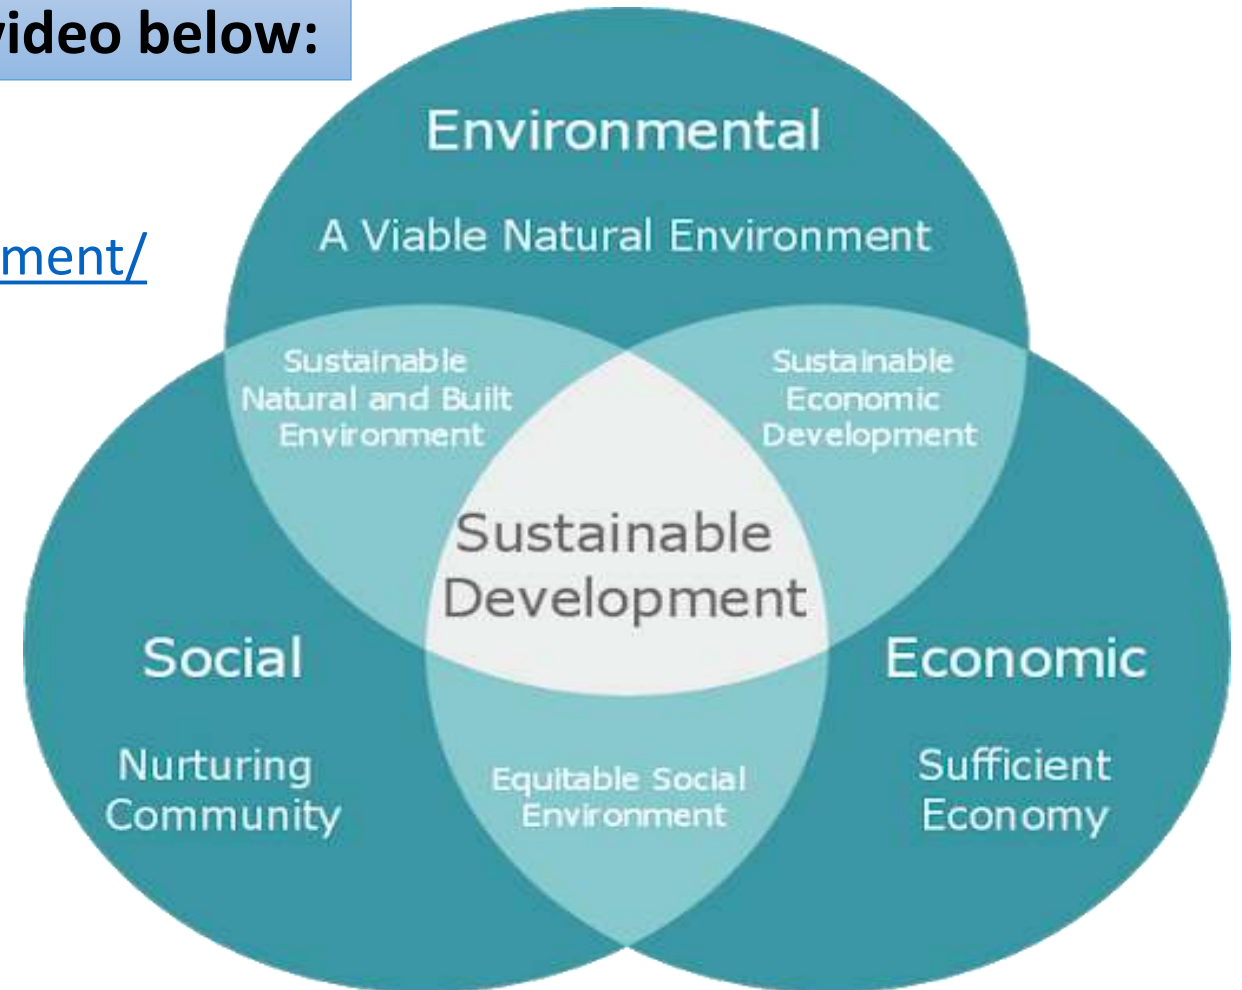 video below:
ment/
Environmental
A Viable Natural Environment
Sustainable
Natural and Built
Environment
Sustainable
Economic
Development
Sustainable
Development
Social
Nurturing
Community
Equitable Social
Environment
Economic
Sufficient
Economy